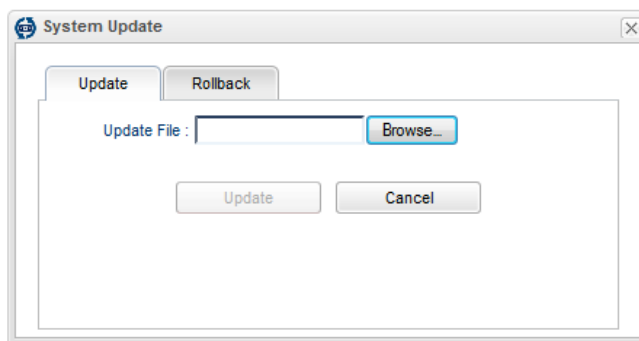 System Update
Update Rollback
Update File : Browse...
Update Cancel